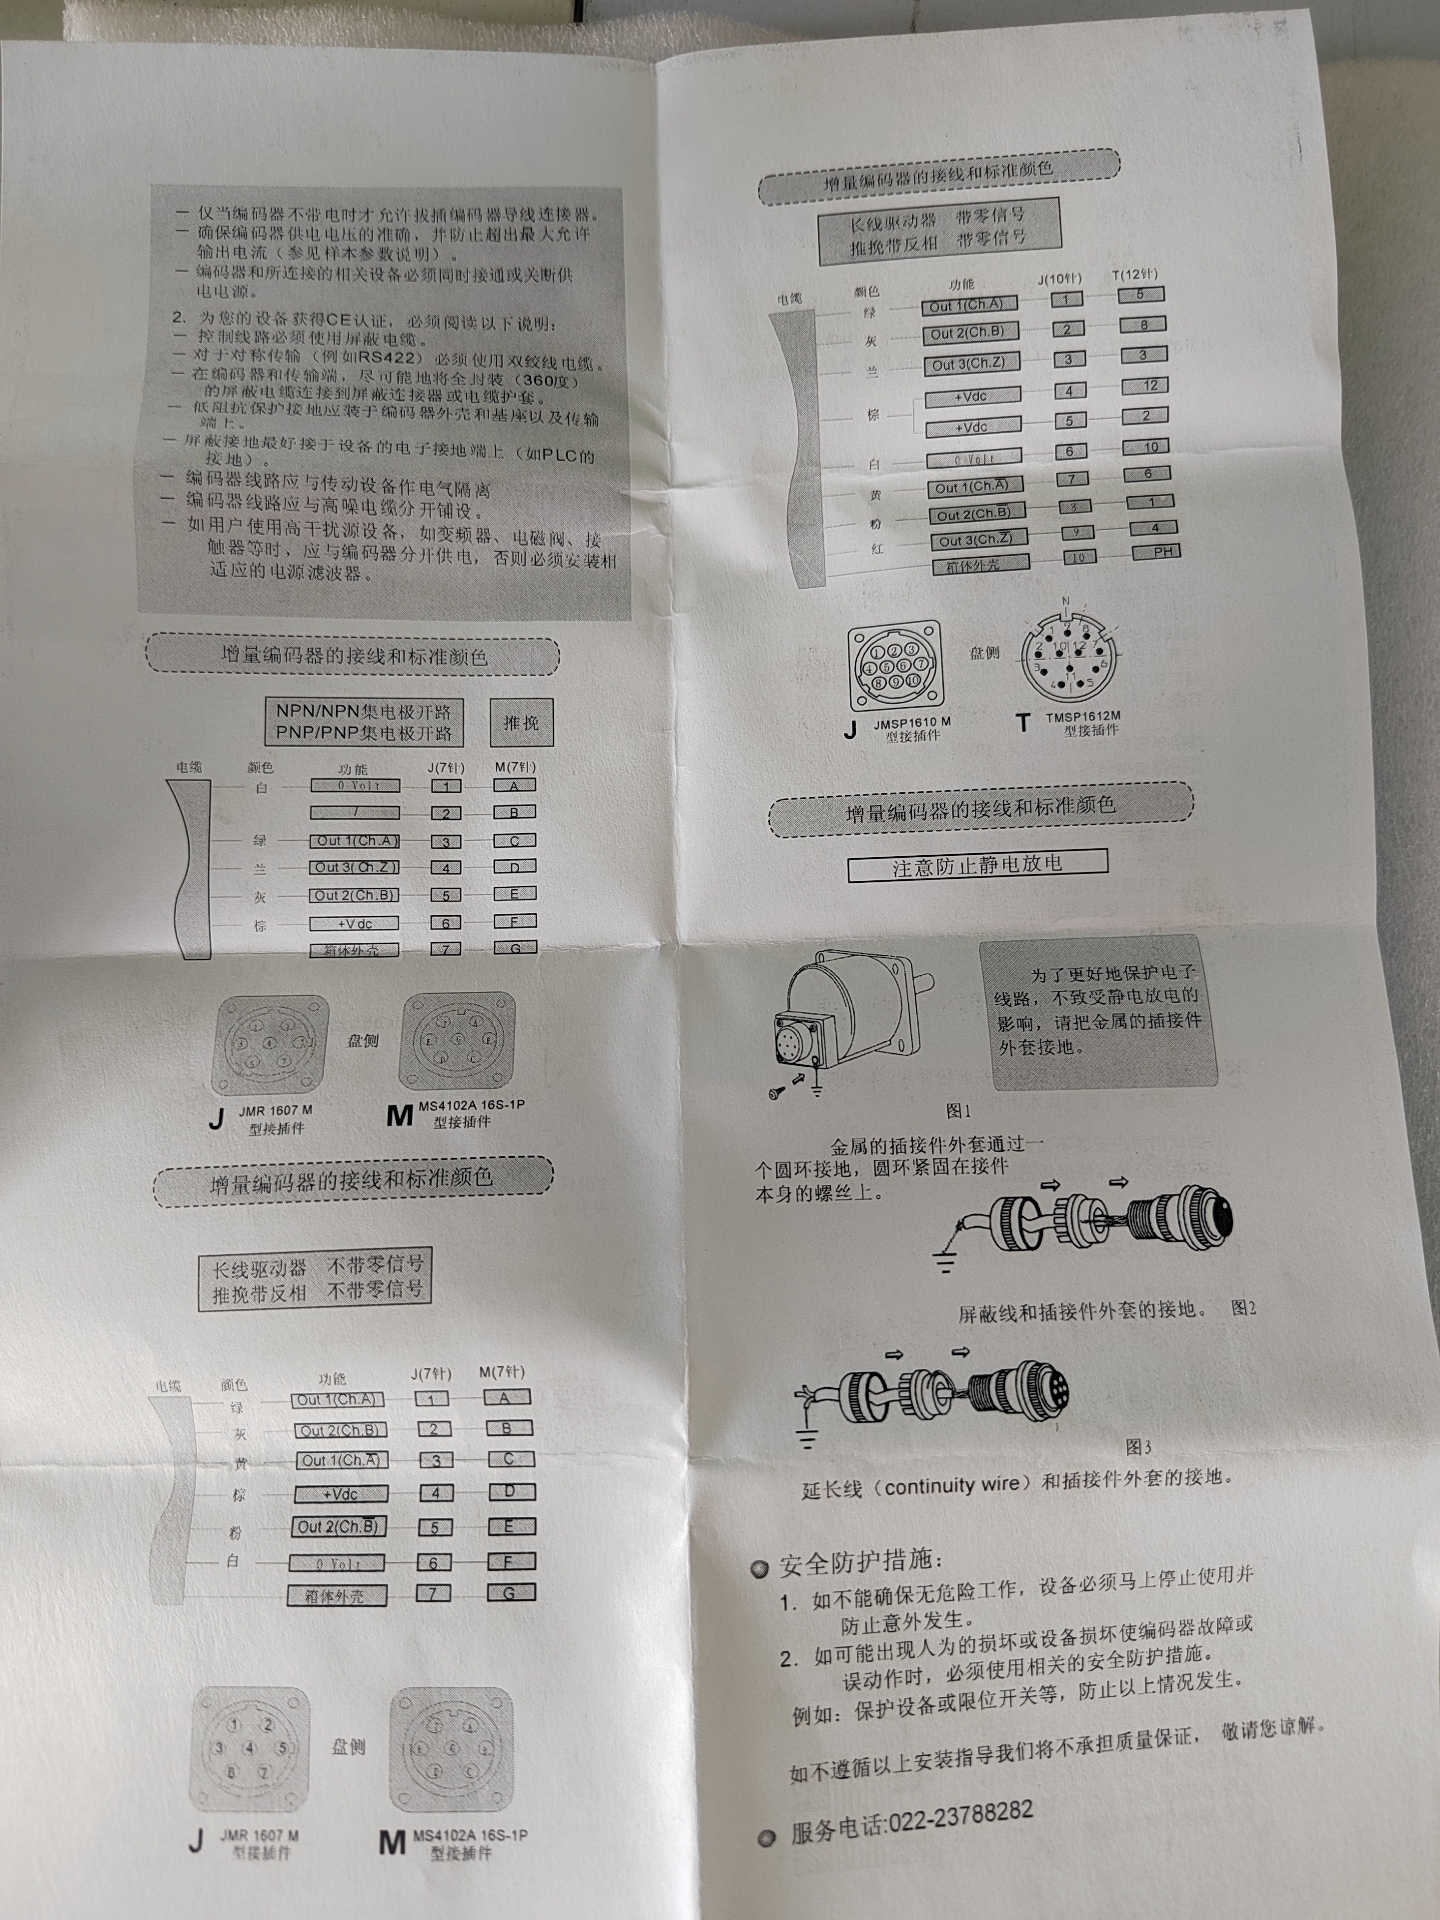 — 仅当编码器不带电时才允许拔插编码器导线连接器。
— 确保编码器供电电压的准确，并防止超出最大允许
输出电流（参见样本参数说明）。
— 编码器和所连接的相关设备必须同时接通或关断供
电电源。
2. 为您的设备获得CE认证，必须阅读以下说明：
— 控制线路必须使用屏蔽电缆。
— 对于对称传输（例如RS422）必须使用双绞线电缆。
— 在编码器和传输端，尽可能地将全封装（360度）
的屏蔽电缆连接到屏蔽连接器或电缆护套。
— 低阻抗保护接地应装于编码器外壳和基座以及传输
端上。
— 屏蔽接地最好接于设备的电子接地端上（如PLC的
接地）。
— 编码器线路应与传动设备作电气隔离
— 编码器线路应与高噪电缆分开铺设。
— 如用户使用高干扰源设备，如变频器、电磁阀、接
触器等时，应与编码器分开供电，否则必须安装相
适应的电源滤波器。
增量编码器的接线和标准颜色
NPN/NPN集电极开路
PNP/PNP集电极开路
推挽
电缆 颜色 功能 J(7针) M(7针)
白 0 Volt 1 A
/ 2 B
绿 Out 1(Ch.A) 3 C
兰 Out 3(Ch.Z) 4 D
灰 Out 2(Ch.B) 5 E
棕 +Vdc 6 F
箱体外壳 7 G
盘侧
J JMR 1607 M
型接插件
M MS4102A 16S-1P
型接插件
增量编码器的接线和标准颜色
长线驱动器 不带零信号
推挽带反相 不带零信号
电缆 颜色 功能 J(7针) M(7针)
绿 Out 1(Ch.A) 1 A
灰 Out 2(Ch.B) 2 B
黄 Out 1(Ch.A̅) 3 C
棕 +Vdc 4 D
粉 Out 2(Ch.B̅) 5 E
白 0 Volt 6 F
箱体外壳 7 G
1 2
3 4 5
6 7
盘侧
J JMR 1607 M
型接插件
M MS4102A 16S-1P
型接插件
增量编码器的接线和标准颜色
长线驱动器 带零信号
推挽带反相 带零信号
电缆 颜色 功能 J(10针) T(12针)
绿 Out 1(Ch.A) 1 5
灰 Out 2(Ch.B) 2 8
兰 Out 3(Ch.Z) 3 3
棕 +Vdc 4 12
+Vdc 5 2
白 0 Volt 6 10
黄 Out 1(Ch.A̅) 7 6
粉 Out 2(Ch.B̅) 8 1
红 Out 3(Ch.Z̅) 9 4
箱体外壳 10 PH
1 2 3
4 5 6 7
8 9 10
盘侧
N
1 9 8
2 10 12 7
3 11 6
4 5
J JMSP1610 M
型接插件
T TMSP1612M
型接插件
增量编码器的接线和标准颜色
注意防止静电放电
为了更好地保护电子
线路，不致受静电放电的
影响，请把金属的插接件
外套接地。
图1
金属的插接件外套通过一
个圆环接地，圆环紧固在接件
本身的螺丝上。
屏蔽线和插接件外套的接地。 图2
图3
延长线（continuity wire）和插接件外套的接地。
安全防护措施：
1. 如不能确保无危险工作，设备必须马上停止使用并
防止意外发生。
2. 如可能出现人为的损坏或设备损坏使编码器故障或
误动作时，必须使用相关的安全防护措施。
例如：保护设备或限位开关等，防止以上情况发生。
如不遵循以上安装指导我们将不承担质量保证， 敬请您谅解。
服务电话:022-23788282